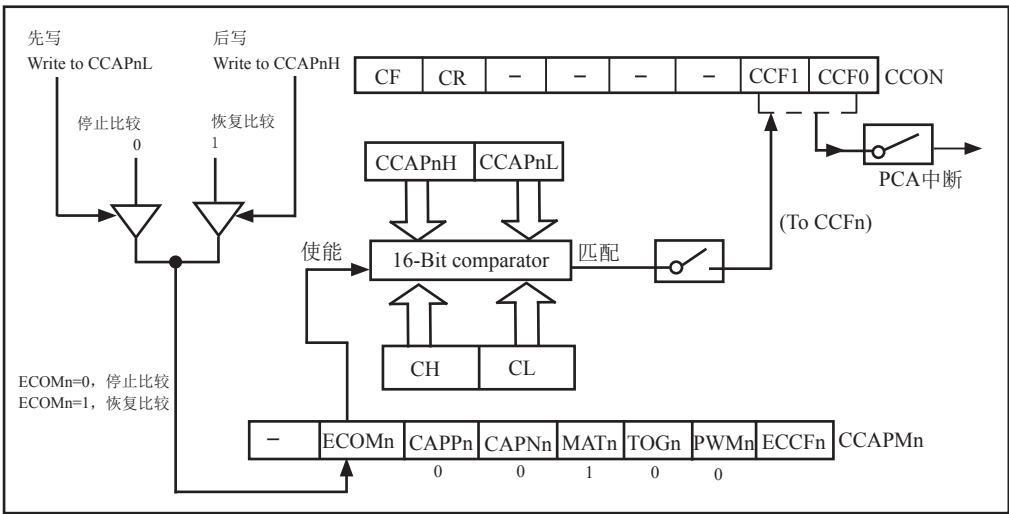 先写
Write to CCAPnL
后写
Write to CCAPnH
停止比较
0
恢复比较
1
CF CR – – – – CCF1 CCF0 CCON
PCA中断
CCAPnH CCAPnL
(To CCFn)
使能
16-Bit comparator
匹配
CH CL
ECOMn=0，停止比较
ECOMn=1，恢复比较
– ECOMn CAPPn CAPNn MATn TOGn PWMn ECCFn CCAPMn
0 0 1 0 0